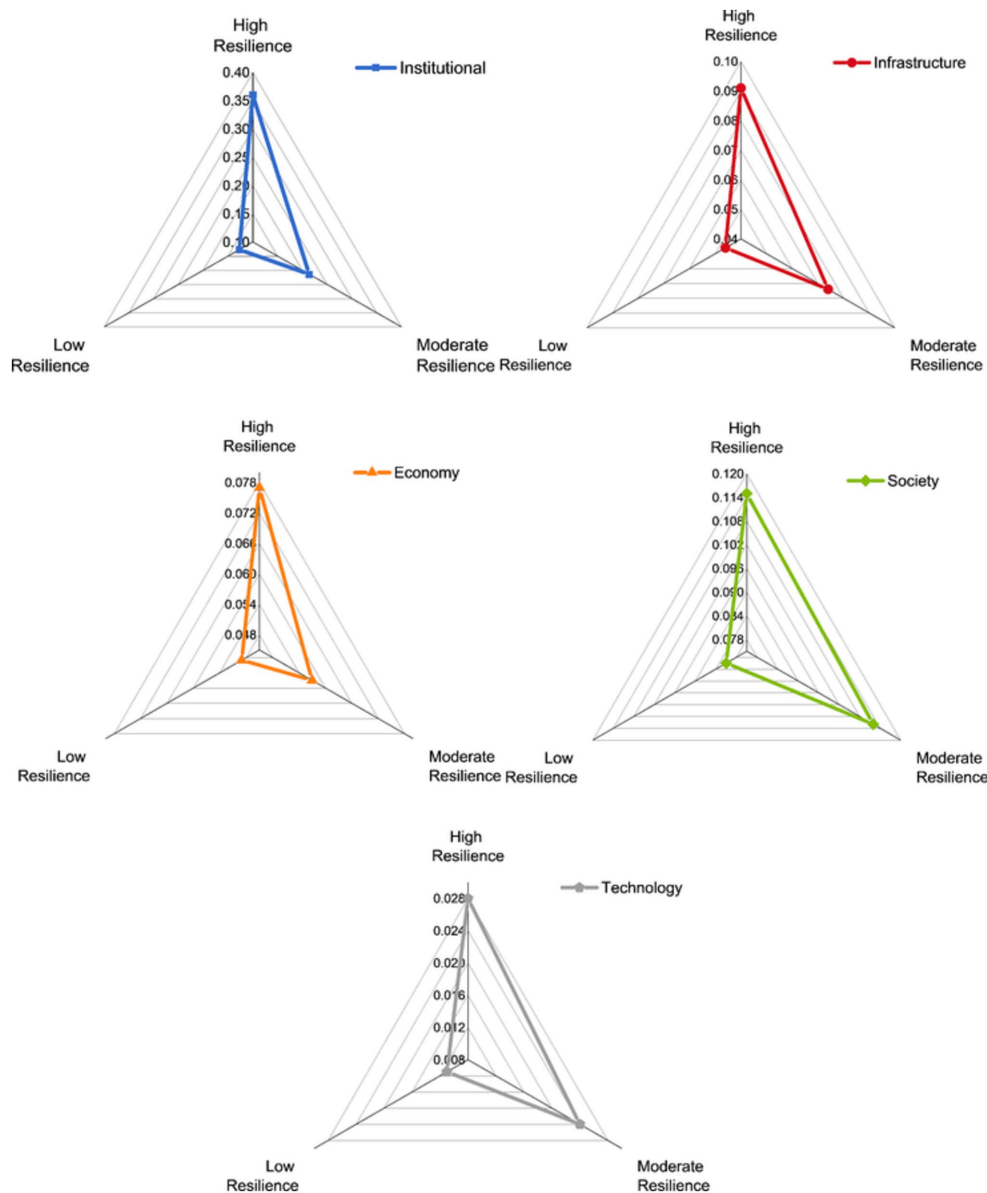 High
Resilience
Institutional
0.40
0.35
0.30
0.25
0.20
0.15
0.10
Low
Resilience
Moderate
Resilience
High
Resilience
Infrastructure
0.10
0.09
0.08
0.07
0.06
0.05
0.04
Low
Resilience
Moderate
Resilience
High
Resilience
Economy
0.078
0.072
0.066
0.060
0.054
0.048
Low
Resilience
Moderate
Resilience
High
Resilience
Society
0.120
0.114
0.108
0.102
0.096
0.090
0.084
0.078
Low
Resilience
Moderate
Resilience
High
Resilience
Technology
0.028
0.024
0.020
0.016
0.012
0.008
Low
Resilience
Moderate
Resilience